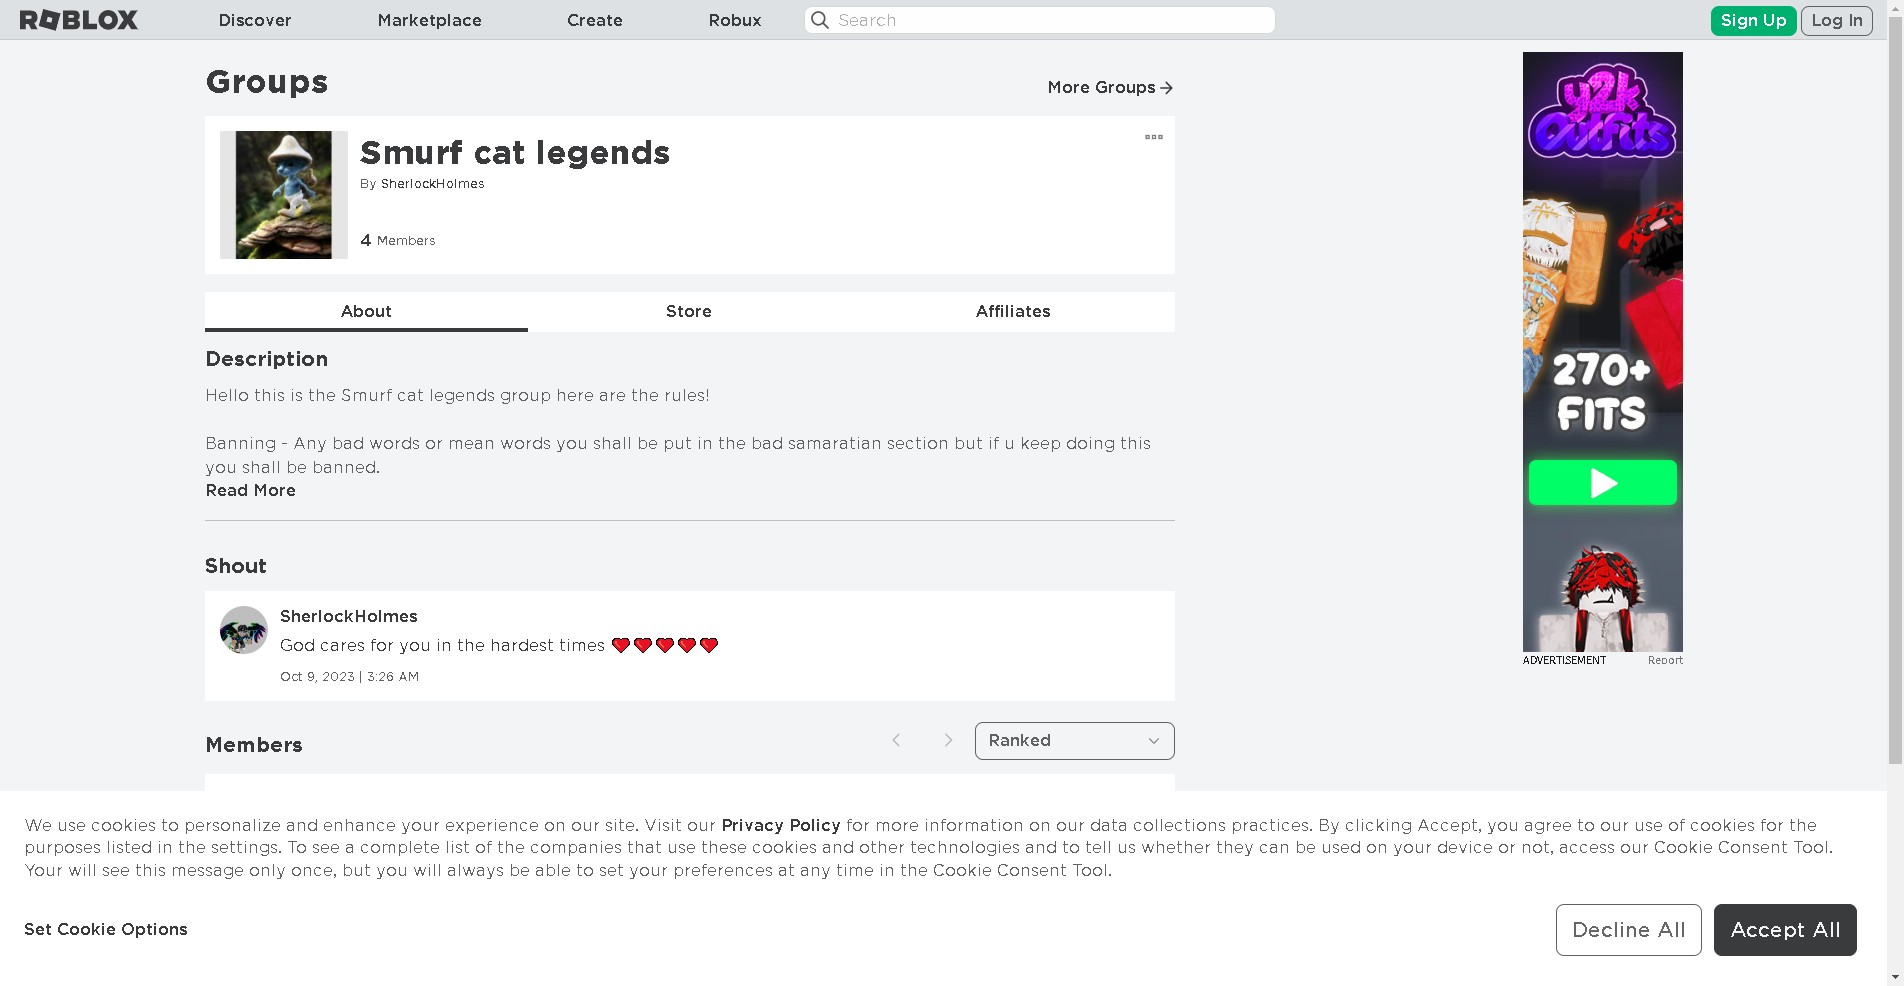 ROBLOX Discover Marketplace Create Robux Search Sign Up Log In
Groups
More Groups
Smurf cat legends
By SherlockHolmes
4 Members
About Store Affiliates
Description
Hello this is the Smurf cat legends group here are the rules!
Banning - Any bad words or mean words you shall be put in the bad samaratian section but if u keep doing this
you shall be banned.
Read More
Shout
SherlockHolmes
God cares for you in the hardest times ❤❤❤❤❤
Oct 9, 2023 | 3:26 AM
Members
Ranked
y2k
Outfits
270+
FITS
ADVERTISEMENT Report
We use cookies to personalize and enhance your experience on our site. Visit our Privacy Policy for more information on our data collections practices. By clicking Accept, you agree to our use of cookies for the
purposes listed in the settings. To see a complete list of the companies that use these cookies and other technologies and to tell us whether they can be used on your device or not, access our Cookie Consent Tool.
Your will see this message only once, but you will always be able to set your preferences at any time in the Cookie Consent Tool.
Set Cookie Options
Decline All
Accept All